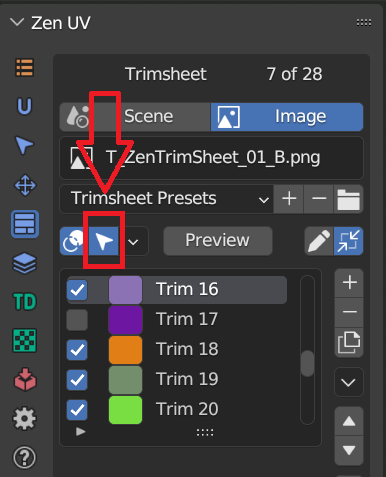 Zen UV
Trimsheet 7 of 28
Scene Image
T_ZenTrimSheet_01_B.png
Trimsheet Presets
Preview
Trim 16
Trim 17
TD
Trim 18
Trim 19
Trim 20